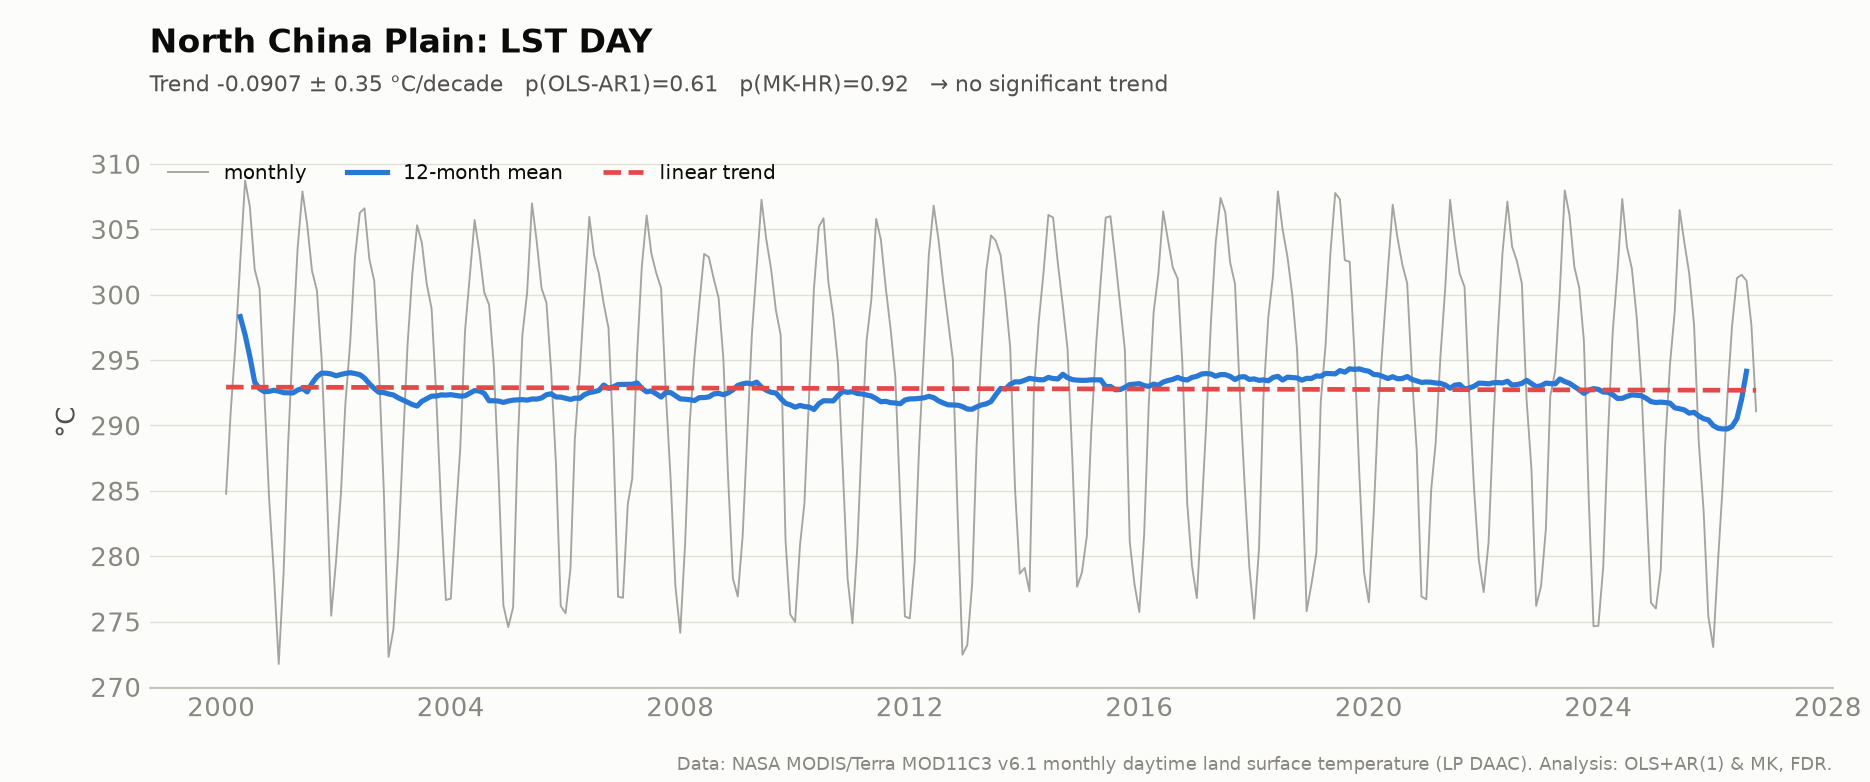 North China Plain: LST DAY
Trend -0.0907 ± 0.35 °C/decade   p(OLS-AR1)=0.61   p(MK-HR)=0.92   → no significant trend
monthly   12-month mean   linear trend
310
305
300
295
290
285
280
275
270
°C
2000 2004 2008 2012 2016 2020 2024 2028
Data: NASA MODIS/Terra MOD11C3 v6.1 monthly daytime land surface temperature (LP DAAC). Analysis: OLS+AR(1) & MK, FDR.